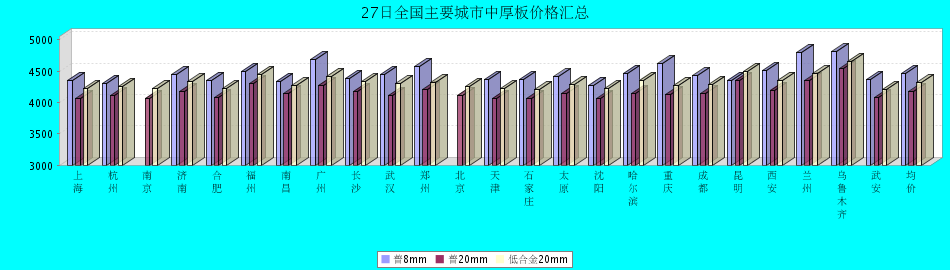 27日全国主要城市中厚板价格汇总
5000
4500
4000
3500
3000
上海
杭州
南京
济南
合肥
福州
南昌
广州
长沙
武汉
郑州
北京
天津
石家庄
太原
沈阳
哈尔滨
重庆
成都
昆明
西安
兰州
乌鲁木齐
武安
均价
普8mm
普20mm
低合金20mm